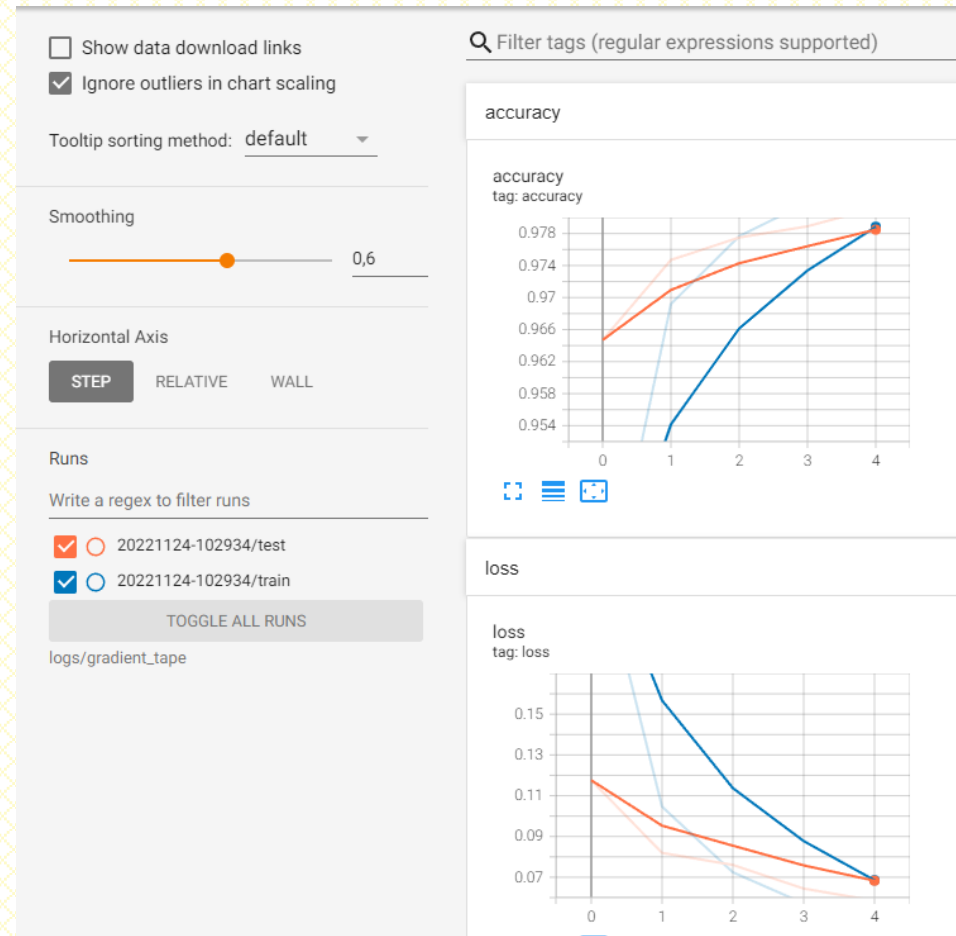 Show data download links
Ignore outliers in chart scaling
Tooltip sorting method: default
Smoothing
0,6
Horizontal Axis
STEP RELATIVE WALL
Runs
Write a regex to filter runs
20221124-102934/test
20221124-102934/train
TOGGLE ALL RUNS
logs/gradient_tape
Filter tags (regular expressions supported)
accuracy
accuracy
tag: accuracy
0.978
0.974
0.97
0.966
0.962
0.958
0.954
0 1 2 3 4
loss
loss
tag: loss
0.15
0.13
0.11
0.09
0.07
0 1 2 3 4